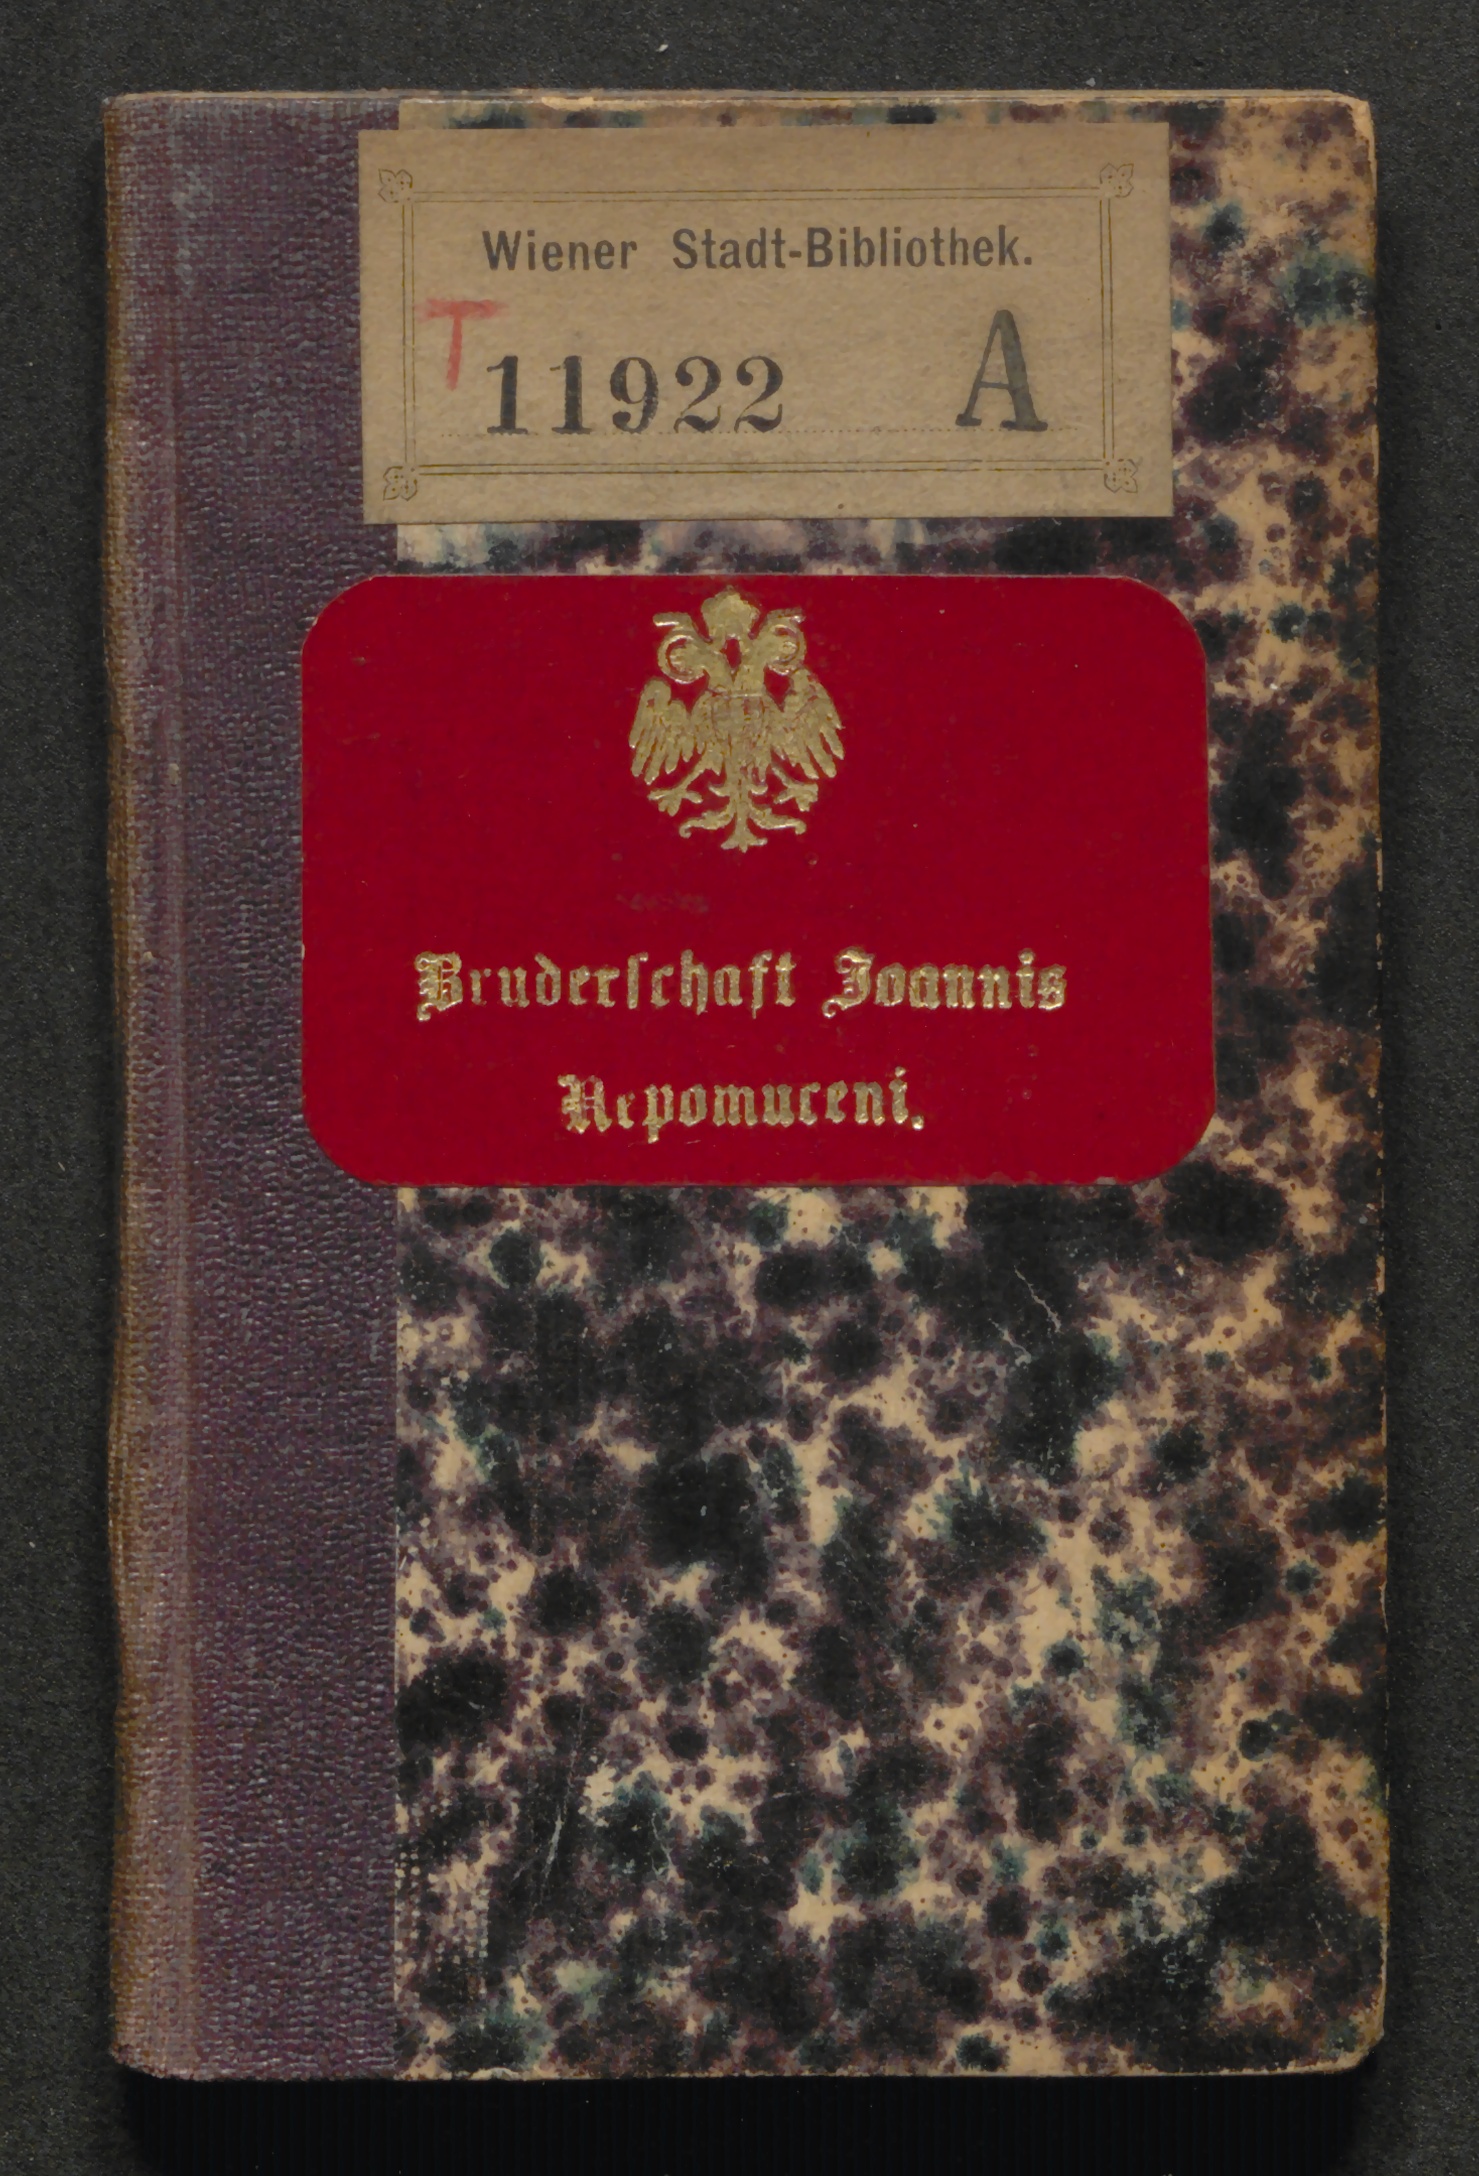 Wiener Stadt-Bibliothek.
T 11922 A
Bruderſchaft Joannis
Nepomuceni.